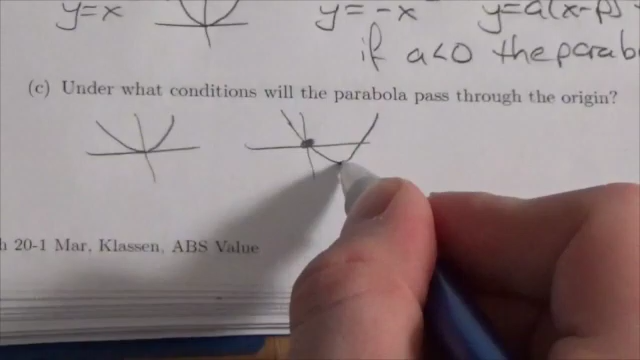 y=x y=-x y=a(x-p)
if a<0 the parab
(c) Under what conditions will the parabola pass through the origin?
h 20-1 Mar, Klassen, ABS Value